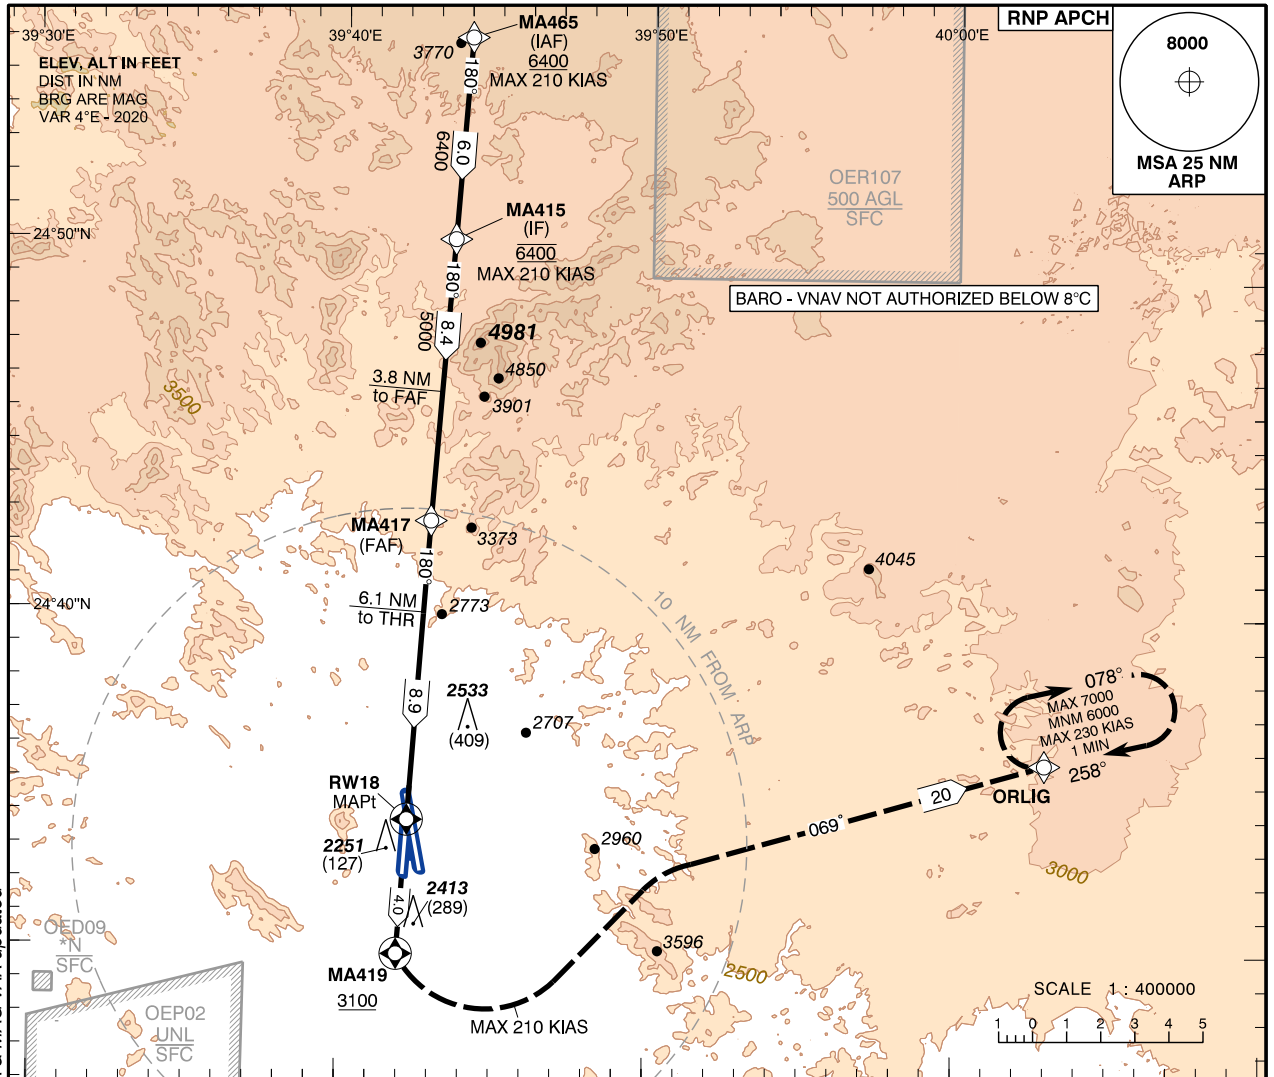 39°30'E
39°40'E
39°50'E
40°00'E
RNP APCH
8000
MSA 25 NM
ARP
ELEV, ALT IN FEET
DIST IN NM
BRG ARE MAG
VAR 4°E - 2020
3770
MA465
(IAF)
6400
MAX 210 KIAS
180°
6.0
6400
OER107
500 AGL
SFC
24°50'N
MA415
(IF)
6400
MAX 210 KIAS
180°
8.4
5000
BARO - VNAV NOT AUTHORIZED BELOW 8°C
4981
4850
3901
3.8 NM
to FAF
3500
MA417
(FAF)
3373
180°
4045
24°40'N
6.1 NM
to THR
2773
10 NM FROM ARP
8.9
2533
(409)
2707
078°
MAX 7000
MNM 6000
MAX 230 KIAS
1 MIN
258°
ORLIG
20
069°
RW18
MAPt
2251
(127)
2960
3000
2413
(289)
4.0
OED09
*N
SFC
3596
2500
MA419
3100
MAX 210 KIAS
OEP02
UNL
SFC
SCALE 1 : 400000
1 0 1 2 3 4 5